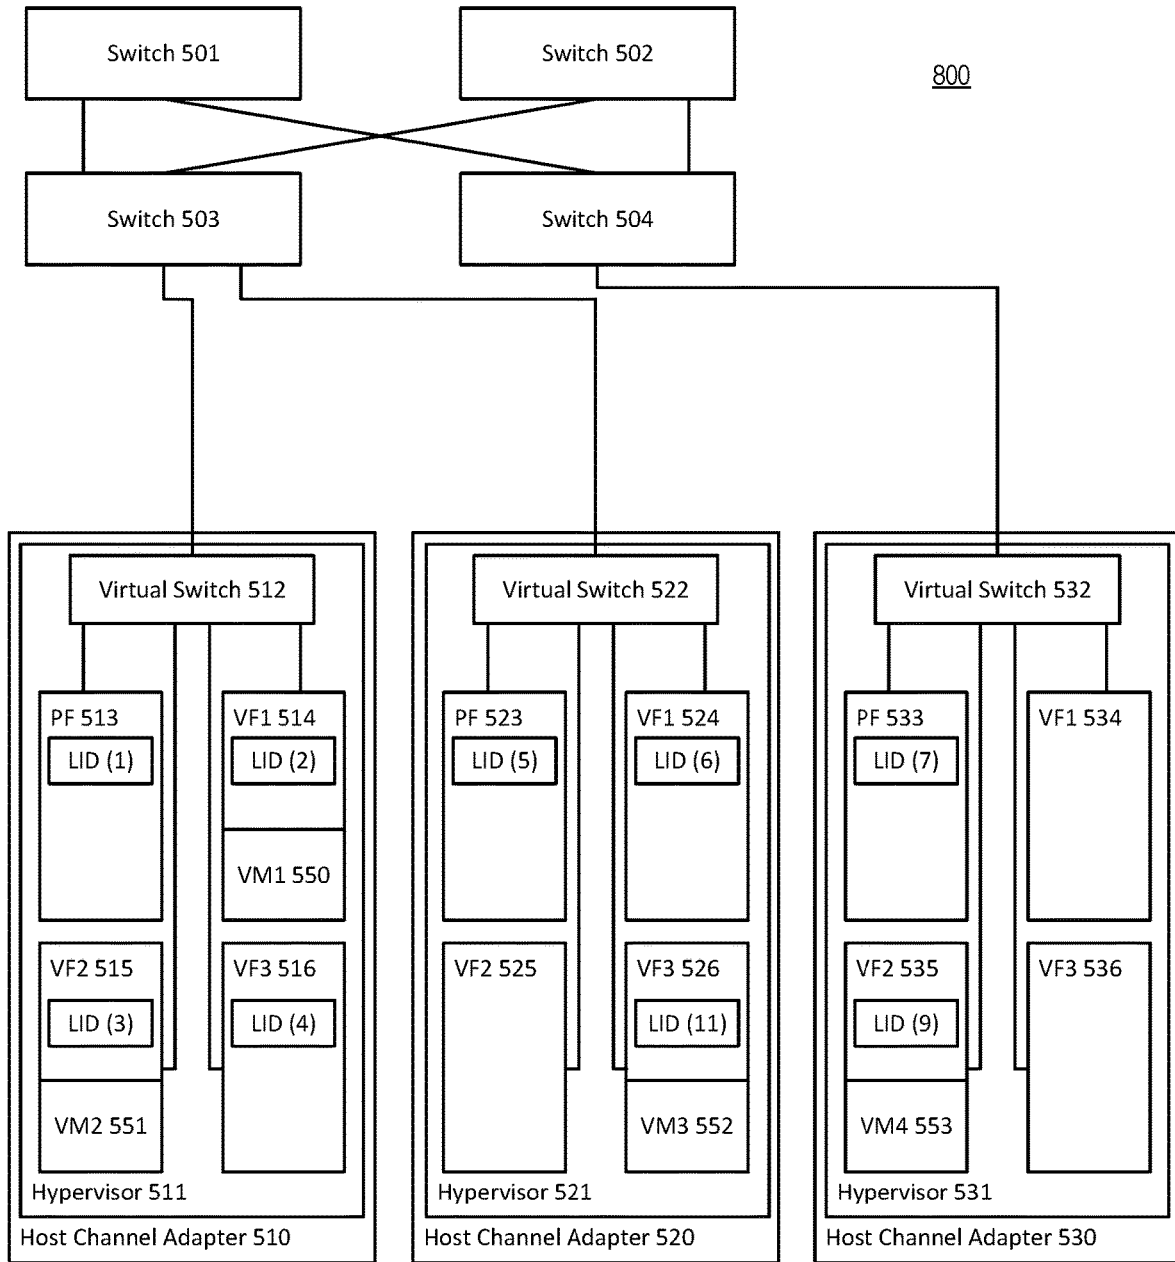 Switch 501
Switch 502
800
Switch 503
Switch 504
Virtual Switch 512
PF 513
LID (1)
VF1 514
LID (2)
VM1 550
VF2 515
LID (3)
VM2 551
VF3 516
LID (4)
Hypervisor 511
Host Channel Adapter 510
Virtual Switch 522
PF 523
LID (5)
VF1 524
LID (6)
VF2 525
VF3 526
LID (11)
VM3 552
Hypervisor 521
Host Channel Adapter 520
Virtual Switch 532
PF 533
LID (7)
VF1 534
VF2 535
LID (9)
VM4 553
VF3 536
Hypervisor 531
Host Channel Adapter 530